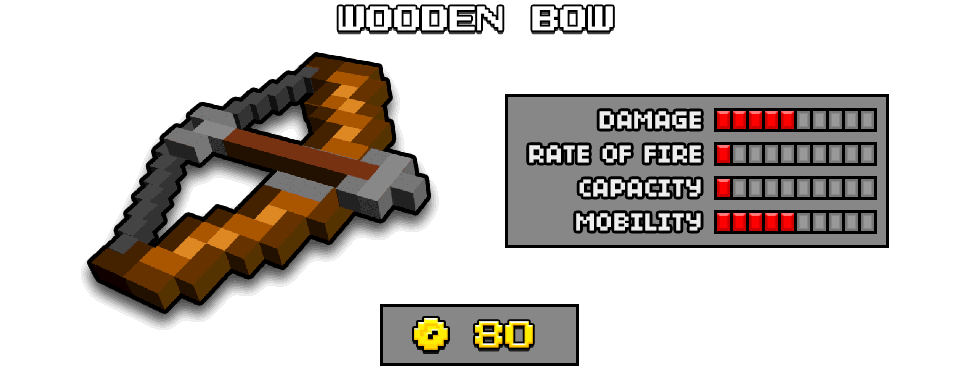 WOODEN BOW
DAMAGE
RATE OF FIRE
CAPACITY
MOBILITY
80